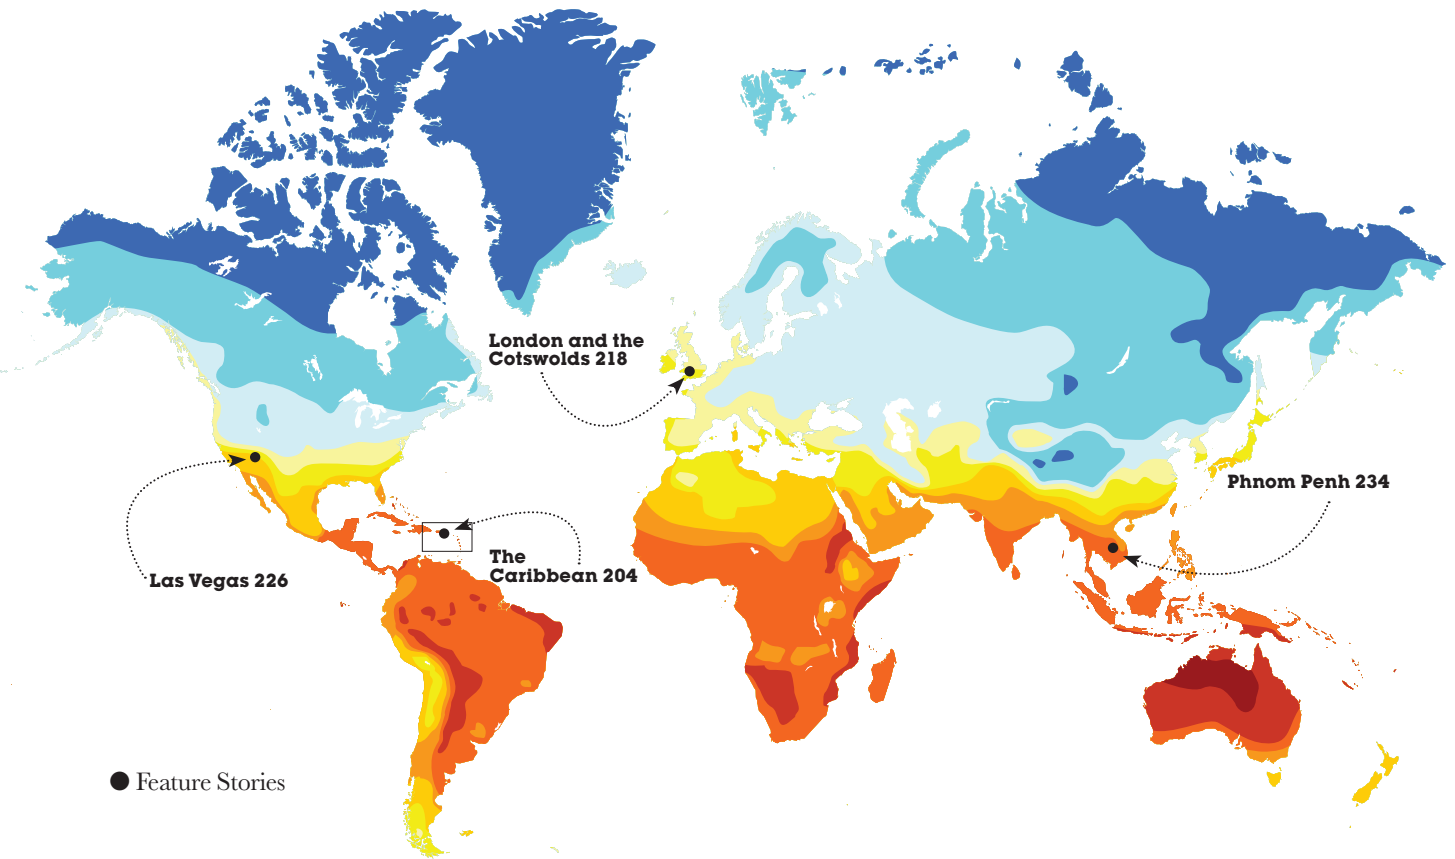 London and the
Cotswolds 218
Phnom Penh 234
The
Caribbean 204
Las Vegas 226
Feature Stories